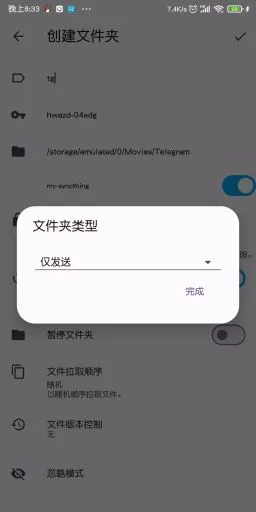 晚上8:33
7.4K/s
创建文件夹
tg
hwazd-04edg
/storage/emulated/0/Movies/Telegram
my-syncthing
文件夹类型
限。
仅发送
完成
暂停文件夹
文件拉取顺序
随机
以随机顺序拉取文件。
文件版本控制
无
忽略模式